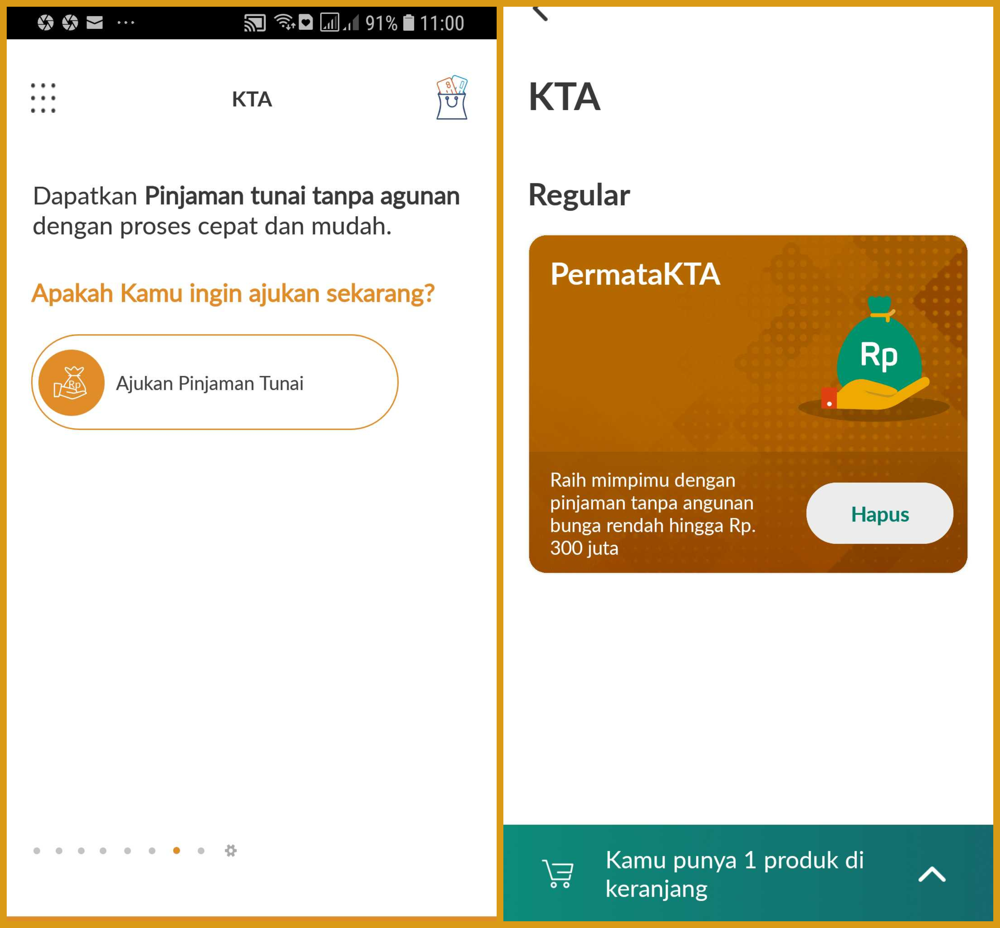 91% 11:00
KTA
Dapatkan Pinjaman tunai tanpa agunan
dengan proses cepat dan mudah.
Apakah Kamu ingin ajukan sekarang?
Rp
Ajukan Pinjaman Tunai
KTA
Regular
PermataKTA
Rp
Raih mimpimu dengan
pinjaman tanpa angunan
bunga rendah hingga Rp.
300 juta
Hapus
Kamu punya 1 produk di
keranjang